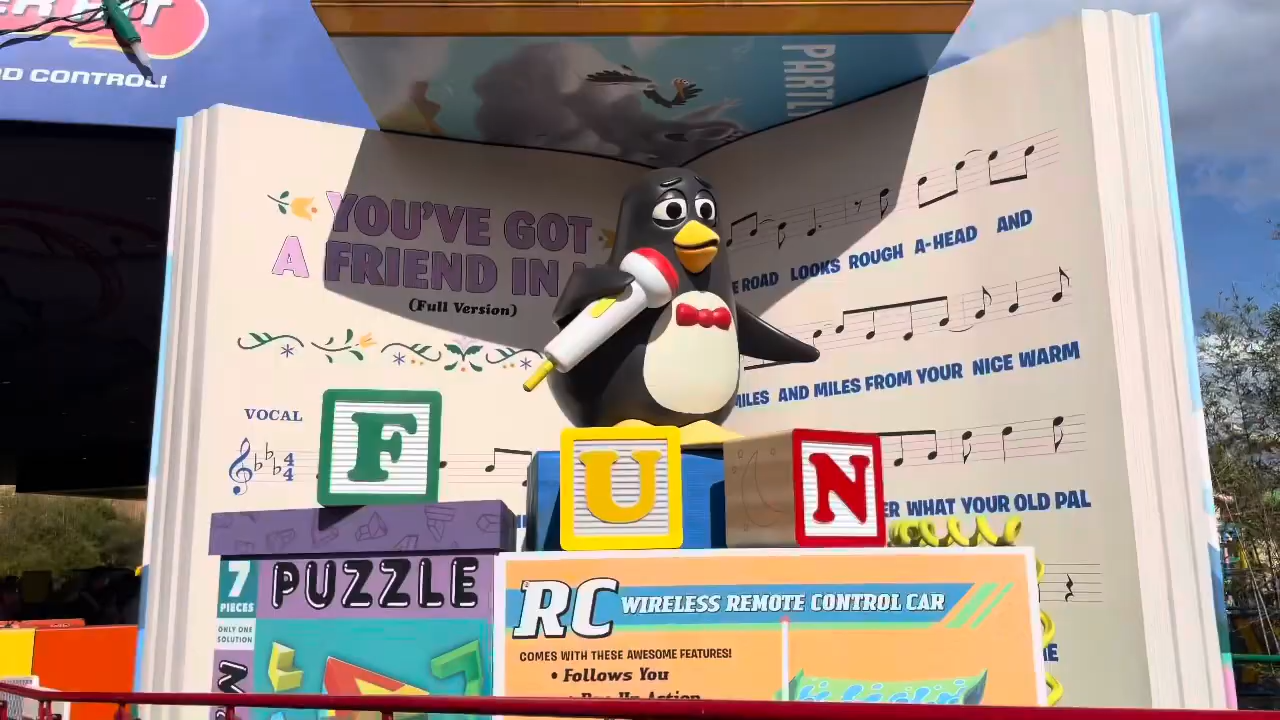 D CONTROL!
PARTL
YOU'VE GOT
A FRIEND IN
(Full Version)
ROAD LOOKS ROUGH A-HEAD AND
MILES AND MILES FROM YOUR NICE WARM
VOCAL
4
4
F
U
N
WHAT YOUR OLD PAL
7
PIECES
ONLY ONE
SOLUTION
PUZZLE
RC WIRELESS REMOTE CONTROL CAR
COMES WITH THESE AWESOME FEATURES!
• Follows You